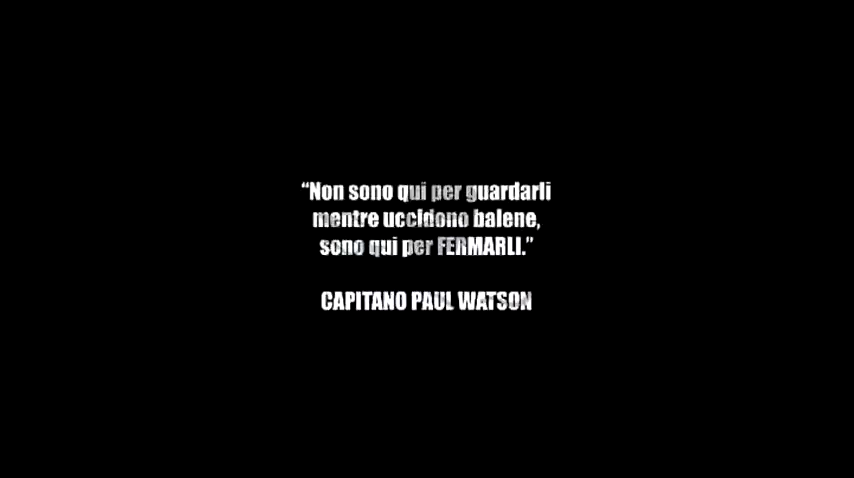 “Non sono qui per guardarli
mentre uccidono balene,
sono qui per FERMARLI.”
CAPITANO PAUL WATSON